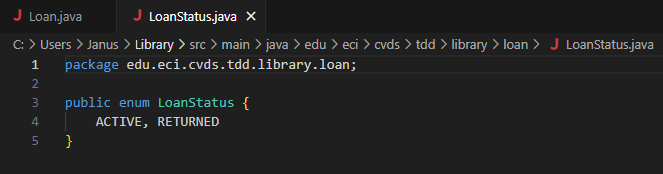 Loan.java
LoanStatus.java
C: > Users > Janus > Library > src > main > java > edu > eci > cvds > tdd > library > loan > LoanStatus.java
1 package edu.eci.cvds.tdd.library.loan;
2
3 public enum LoanStatus {
4     ACTIVE, RETURNED
5 }